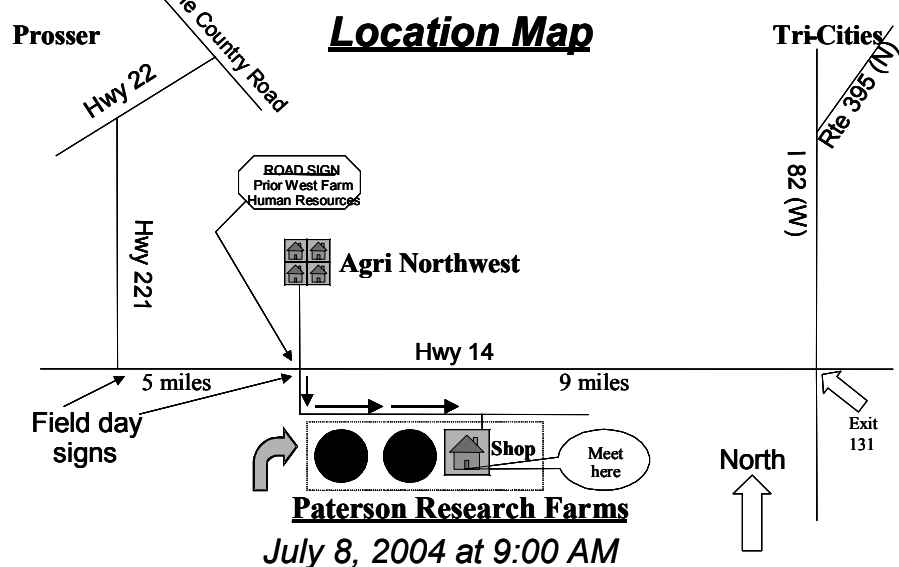 Prosser
Location Map
Tri-Cities
Country Road
Hwy 22
Rte 395 (N)
I 82 (W)
ROAD SIGN
Prior West Farm
Human Resources
Hwy 221
Agri Northwest
Hwy 14
5 miles
9 miles
Field day
signs
Exit
131
Shop
Meet
here
North
Paterson Research Farms
July 8, 2004 at 9:00 AM